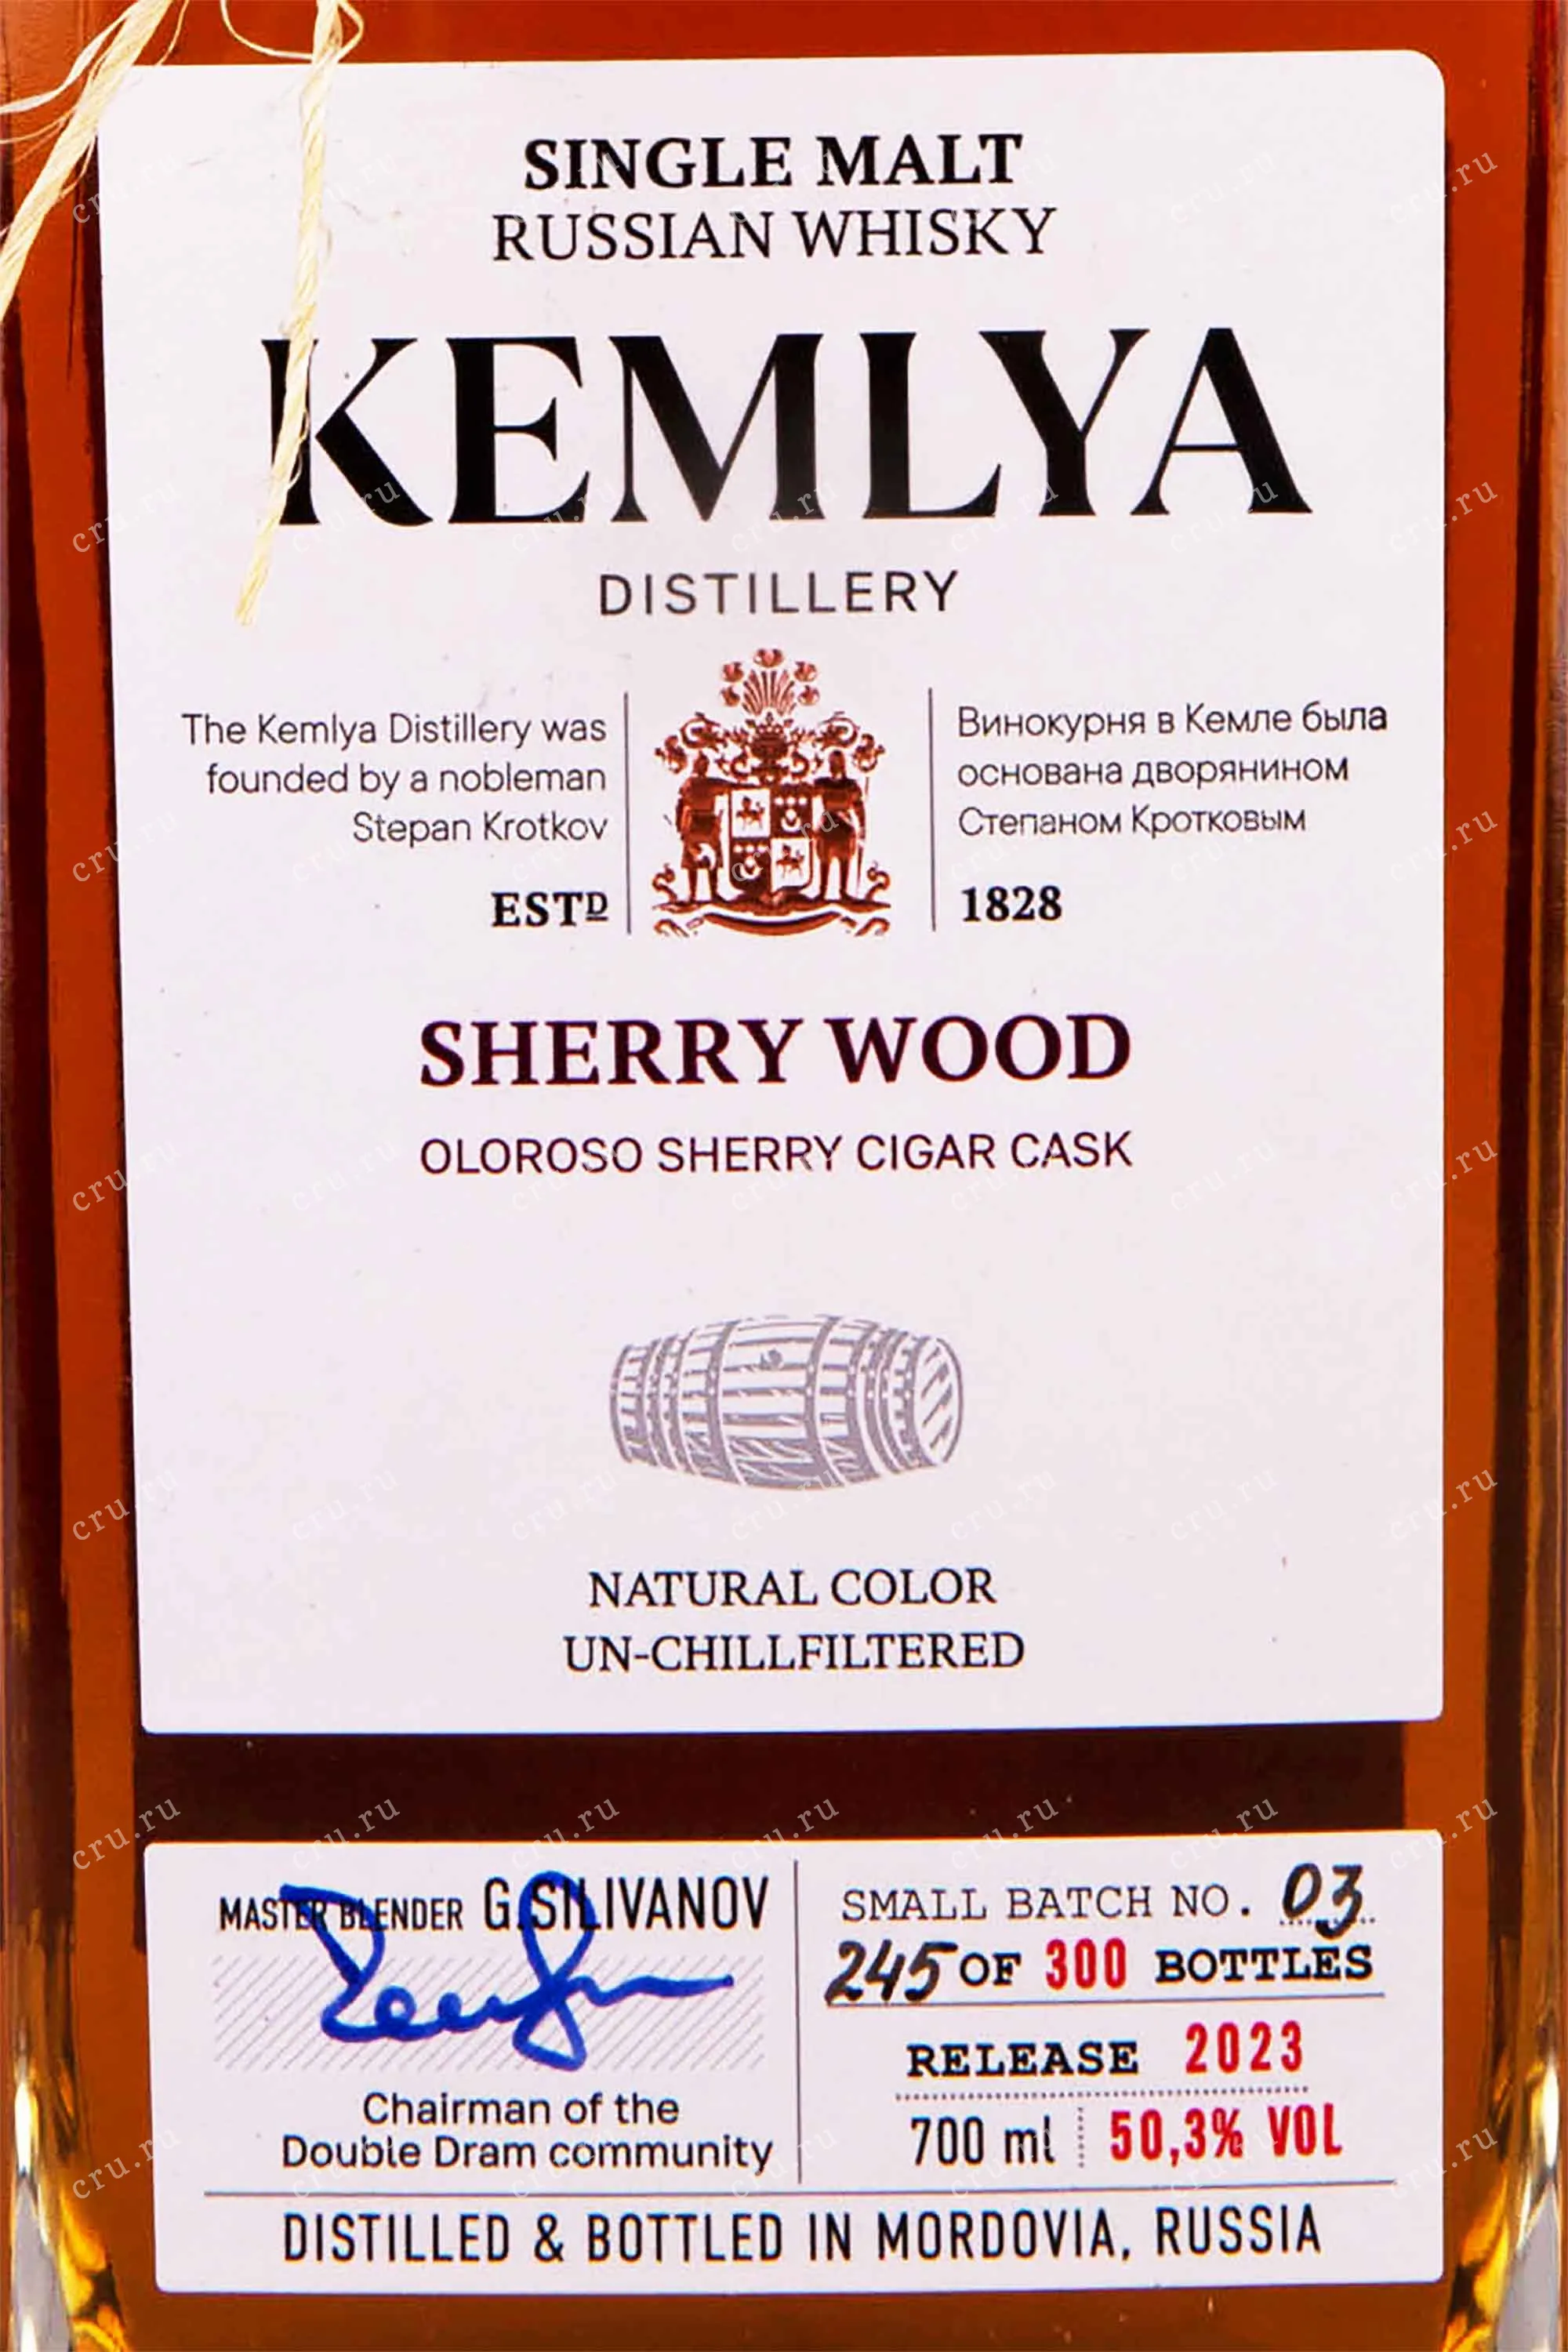 SINGLE MALT
RUSSIAN WHISKY
KEMLYA
DISTILLERY
The Kemlya Distillery was
founded by a nobleman
Stepan Krotkov
ESTD
Винокурня в Кемле была
основана дворянином
Степаном Кротковым
1828
SHERRY WOOD
OLOROSO SHERRY CIGAR CASK
NATURAL COLOR
UN-CHILLFILTERED
MASTER BLENDER G.SILIVANOV
Chairman of the
Double Dram community
SMALL BATCH NO. 03
245 OF 300 BOTTLES
RELEASE 2023
700 ml 50,3% VOL
DISTILLED & BOTTLED IN MORDOVIA, RUSSIA
cru.ru